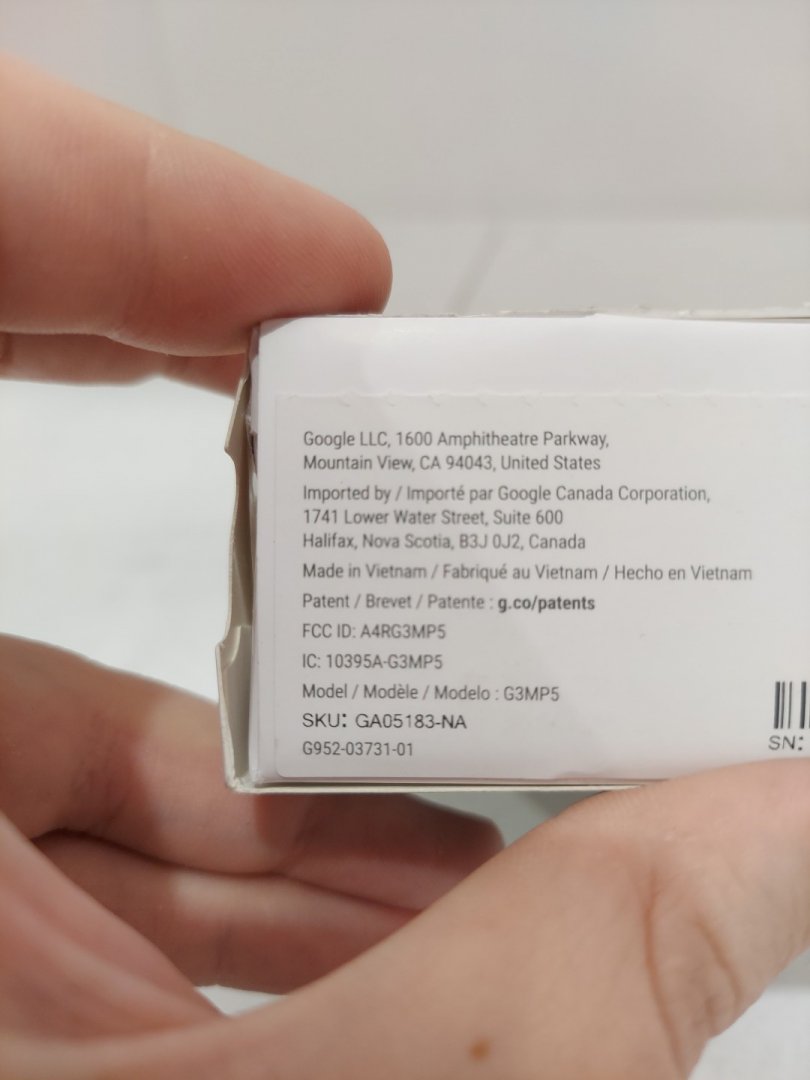 Google LLC, 1600 Amphitheatre Parkway,
Mountain View, CA 94043, United States
Imported by / Importé par Google Canada Corporation,
1741 Lower Water Street, Suite 600
Halifax, Nova Scotia, B3J 0J2, Canada
Made in Vietnam / Fabriqué au Vietnam / Hecho en Vietnam
Patent / Brevet / Patente : g.co/patents
FCC ID: A4RG3MP5
IC: 10395A-G3MP5
Model / Modèle / Modelo : G3MP5
SKU: GA05183-NA
SN:
G952-03731-01